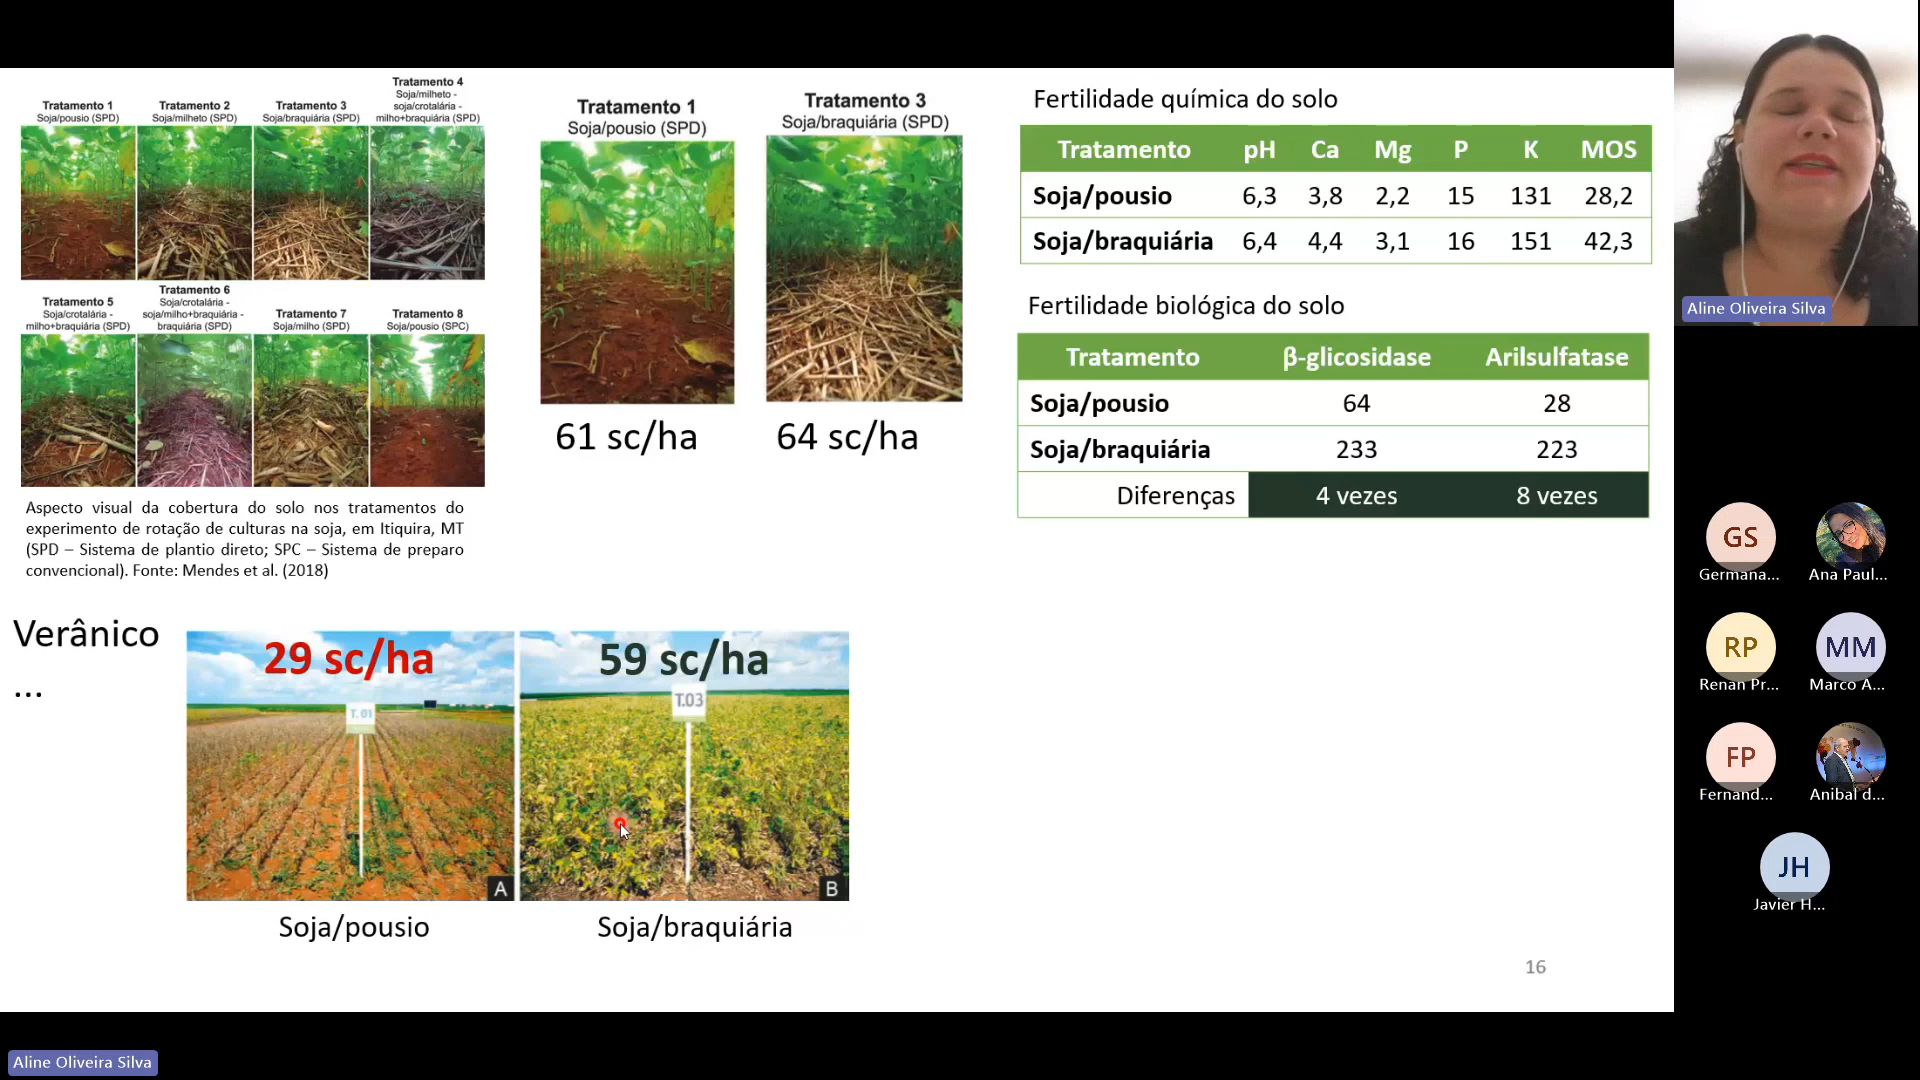 Tratamento 1
Soja/pousio (SPD)
Tratamento 2
Soja/milheto (SPD)
Tratamento 3
Soja/braquiária (SPD)
Tratamento 4
Soja/milheto -
soja/crotalária -
milho+braquiária (SPD)
Tratamento 5
Soja/crotalária -
milho+braquiária (SPD)
Tratamento 6
Soja/crotalária -
soja/milho+braquiária -
braquiária (SPD)
Tratamento 7
Soja/milho (SPD)
Tratamento 8
Soja/pousio (SPC)
Aspecto visual da cobertura do solo nos tratamentos do
experimento de rotação de culturas na soja, em Itiquira, MT
(SPD – Sistema de plantio direto; SPC – Sistema de preparo
convencional). Fonte: Mendes et al. (2018)
Tratamento 1
Soja/pousio (SPD)
61 sc/ha
Tratamento 3
Soja/braquiária (SPD)
64 sc/ha
Fertilidade química do solo
Tratamento pH Ca Mg P K MOS
Soja/pousio 6,3 3,8 2,2 15 131 28,2
Soja/braquiária 6,4 4,4 3,1 16 151 42,3
Fertilidade biológica do solo
Tratamento β-glicosidase Arilsulfatase
Soja/pousio 64 28
Soja/braquiária 233 223
Diferenças 4 vezes 8 vezes
Verânico
...
29 sc/ha
T.01
A
Soja/pousio
59 sc/ha
T.03
B
Soja/braquiária
16
Aline Oliveira Silva
GS
Germana...
Ana Paul...
RP
Renan Pr...
MM
Marco A...
FP
Fernand...
Anibal d...
JH
Javier H...
Aline Oliveira Silva